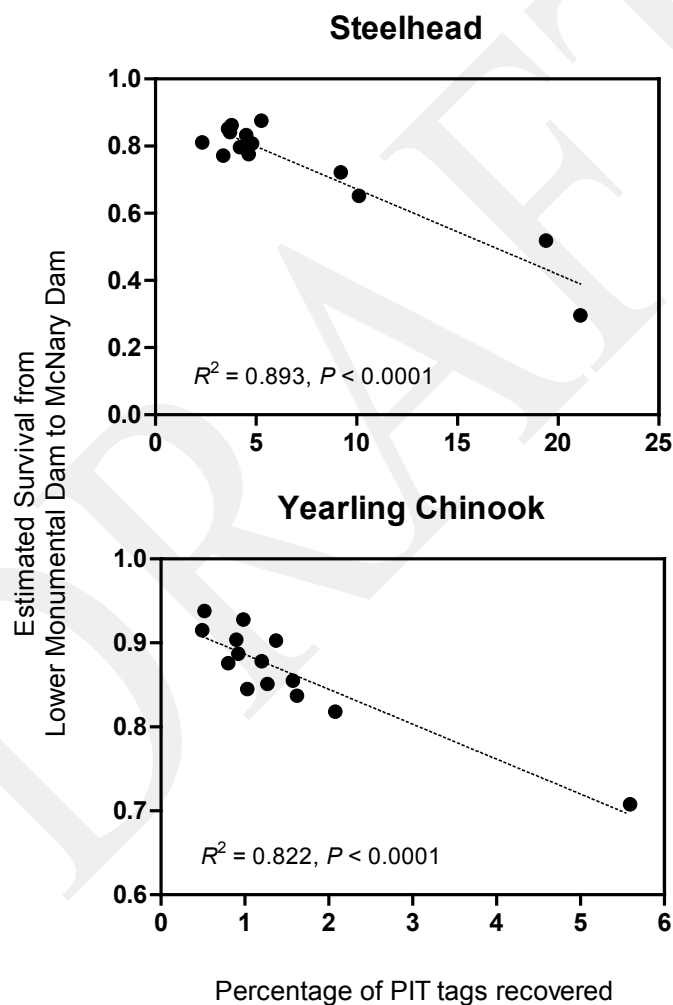 Steelhead
1.0
0.8
0.6
0.4
0.2
0.0
R² = 0.893, P < 0.0001
0 5 10 15 20 25
Estimated Survival from
Lower Monumental Dam to McNary Dam
Yearling Chinook
1.0
0.9
0.8
0.7
0.6
R² = 0.822, P < 0.0001
0 1 2 3 4 5 6
Percentage of PIT tags recovered
DRAFT